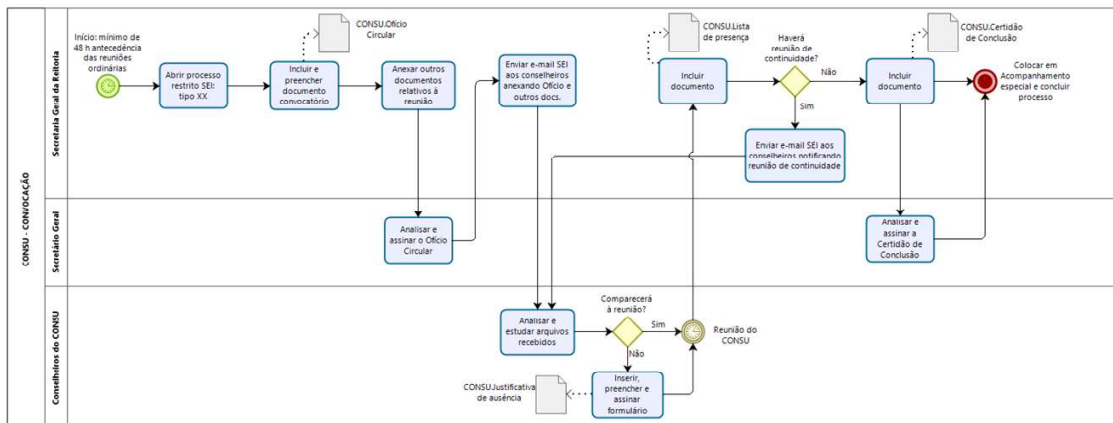 CONSU - CONVOCAÇÃO
Secretaria Geral da Reitoria
Início: mínimo de
48 h antecedência
das reuniões
ordinárias
Abrir processo
restrito SEI:
tipo XX
Incluir e
preencher
documento
convocatório
CONSU.Ofício
Circular
Anexar outros
documentos
relativos à
reunião
Enviar e-mail SEI
aos conselheiros
anexando Ofício e
outros docs.
CONSU.Lista
de presença
Incluir
documento
Haverá
reunião de
continuidade?
Não
Sim
Enviar e-mail SEI aos
conselheiros notificando
reunião de continuidade
CONSU.Certidão
de Conclusão
Incluir
documento
Colocar em
Acompanhamento
especial e concluir
processo
Secretário Geral
Analisar e
assinar o Ofício
Circular
Analisar e
assinar a
Certidão de
Conclusão
Conselheiros do CONSU
Analisar e
estudar arquivos
recebidos
Comparecerá
à reunião?
Sim
Não
Reunião do
CONSU
CONSU.Justificativa
de ausência
Inserir,
preencher e
assinar
formulário